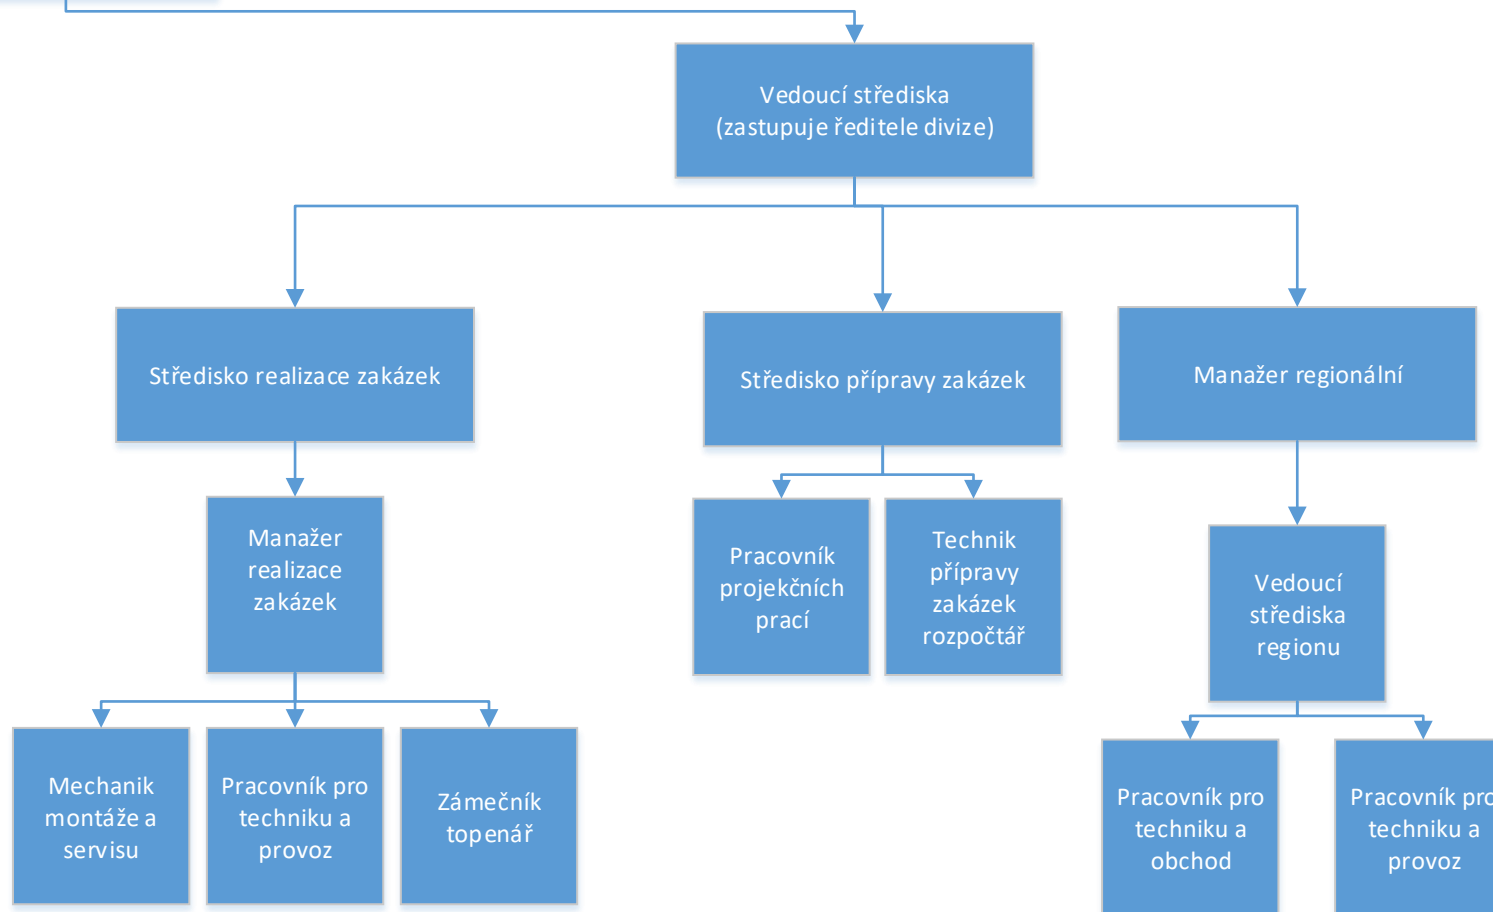 Vedoucí střediska
(zastupuje ředitele divize)
Středisko realizace zakázek
Středisko přípravy zakázek
Manažer regionální
Manažer
realizace
zakázek
Pracovník
projekčních
prací
Technik
přípravy
zakázek
rozpočtář
Vedoucí
střediska
regionu
Mechanik
montáže a
servisu
Pracovník pro
techniku a
provoz
Zámečník
topenář
Pracovník pro
techniku a
obchod
Pracovník pro
techniku a
provoz